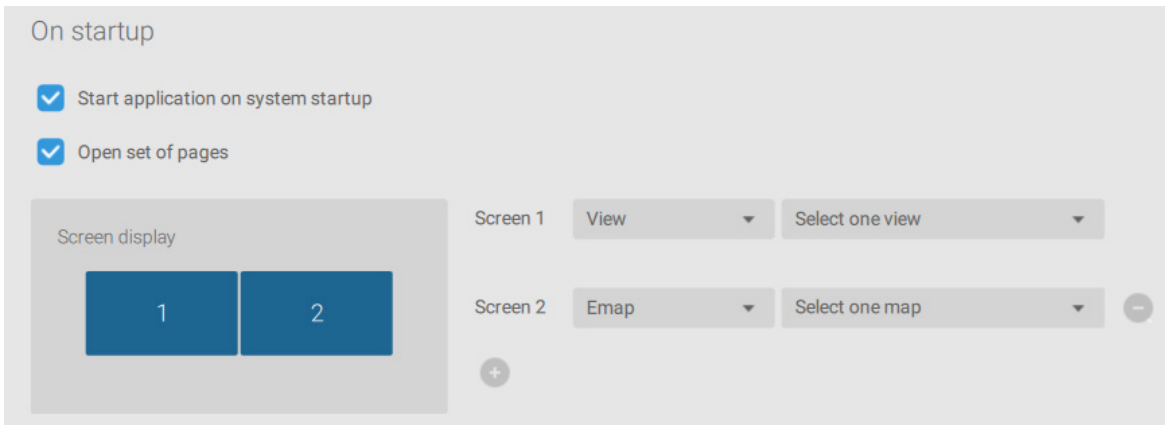 On startup
Start application on system startup
Open set of pages
Screen display
1 2
Screen 1 View Select one view
Screen 2 Emap Select one map